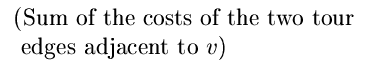 (Sum of the costs of the two tour
edges adjacent to v)